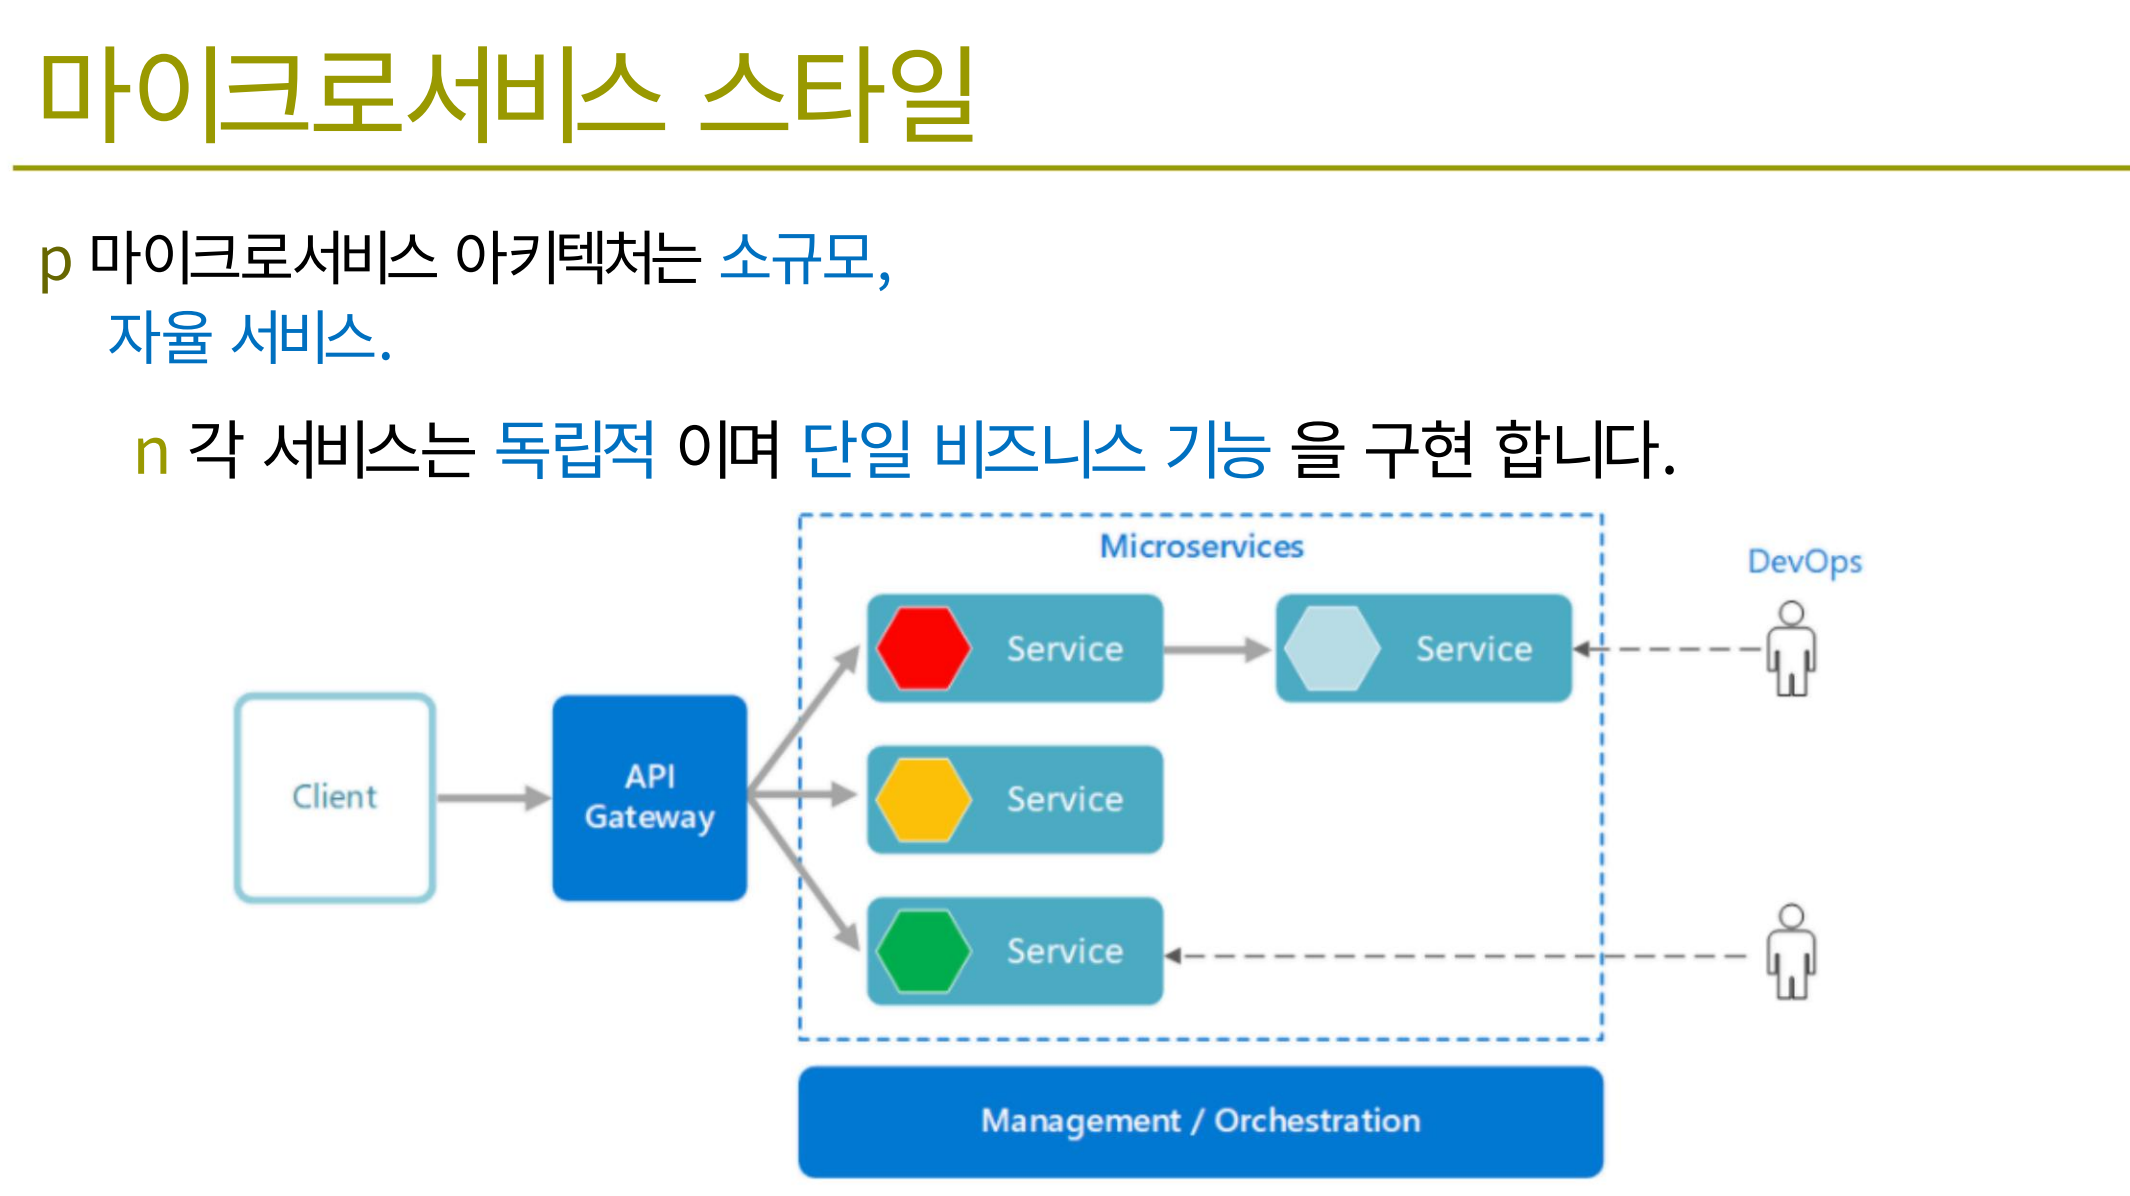 마이크로서비스 스타일
p 마이크로서비스 아키텍처는 소규모,
자율 서비스.
n 각 서비스는 독립적 이며 단일 비즈니스 기능 을 구현 합니다.
Microservices
DevOps
Service
Service
Client
API
Gateway
Service
Service
Management / Orchestration